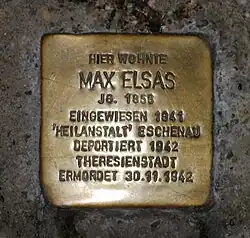 HIER WOHNTE
MAX ELSAS
JG. 1858
EINGEWIESEN 1941
'HEILANSTALT' ESCHENAU
DEPORTIERT 1942
THERESIENSTADT
ERMORDET 30.11.1942